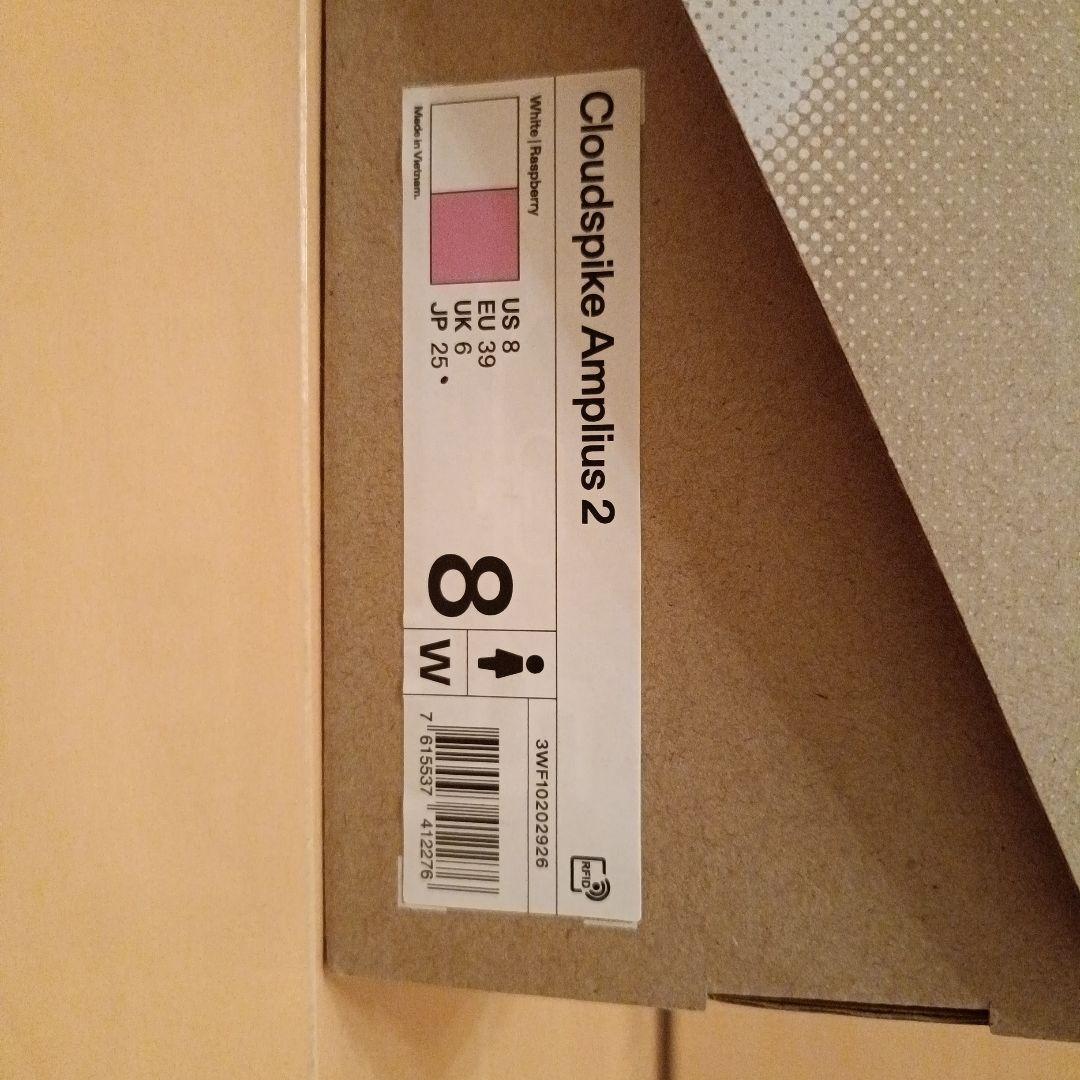 Cloudspike Amplius 2
RFID
White | Raspberry
Made in Vietnam.
US 8
EU 39
UK 6
JP 25
8
W
3WF10202926
7 615537 412276